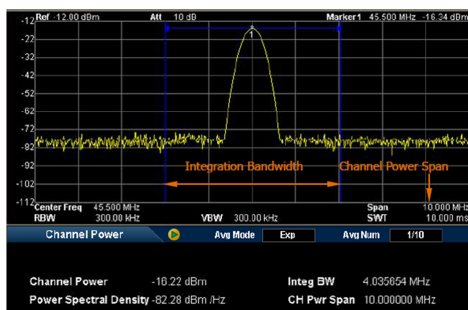 Ref -12.00 dBm Att 10 dB Marker1 45.500 MHz -16.34 dBm
-12
-22
-32
-42
-52
-62
-72
-82
-92
-102
-112
1
Integration Bandwidth Channel Power Span
Center Freq 45.500 MHz Span 10.000 MHz
RBW 300.00 kHz VBW 300.00 kHz SWT 10.000 ms
Channel Power Avg Mode Exp Avg Num 1/10
Channel Power -16.22 dBm Integ BW 4.035654 MHz
Power Spectral Density -82.28 dBm /Hz CH Pwr Span 10.000000 MHz